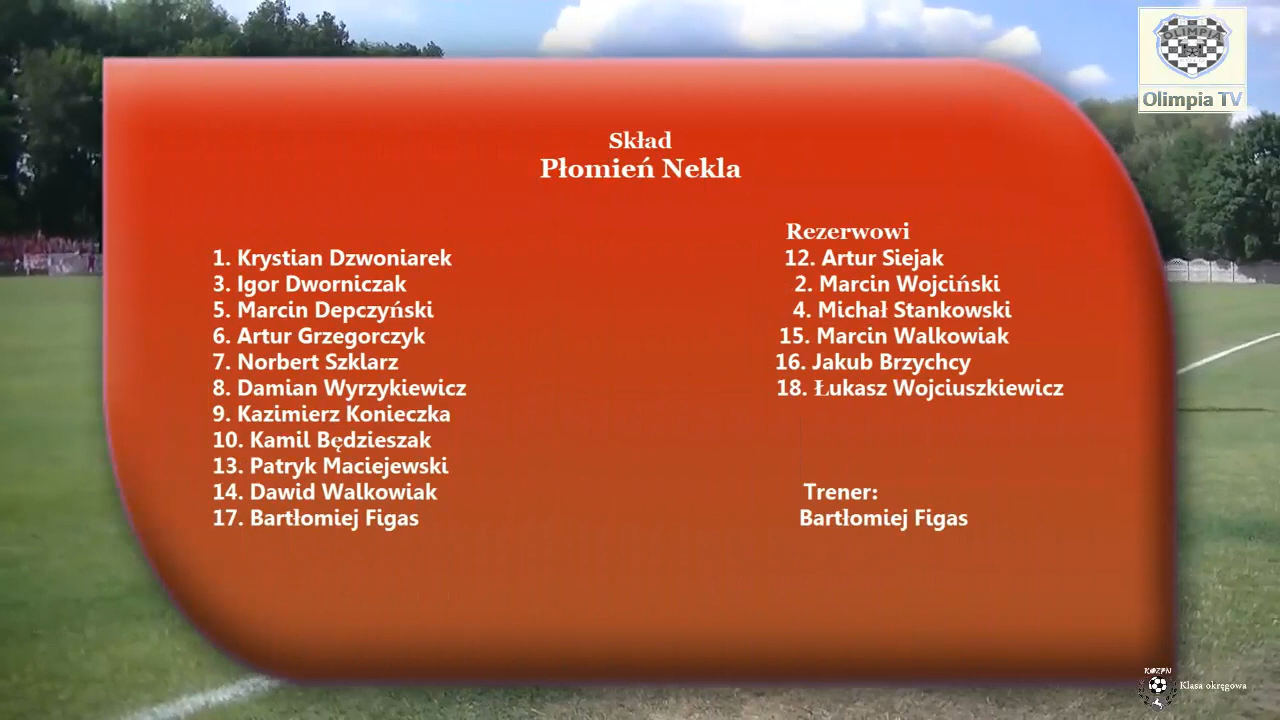 OLIMPIA
Olimpia TV
Skład
Płomień Nekla
1. Krystian Dzwoniarek
3. Igor Dworniczak
5. Marcin Depczyński
6. Artur Grzegorczyk
7. Norbert Szklarz
8. Damian Wyrzykiewicz
9. Kazimierz Konieczka
10. Kamil Będzieszak
13. Patryk Maciejewski
14. Dawid Walkowiak
17. Bartłomiej Figas
Rezerwowi
12. Artur Siejak
2. Marcin Wojciński
4. Michał Stankowski
15. Marcin Walkowiak
16. Jakub Brzychcy
18. Łukasz Wojciuszkiewicz
Trener:
Bartłomiej Figas
KOZPN
Klasa okręgowa